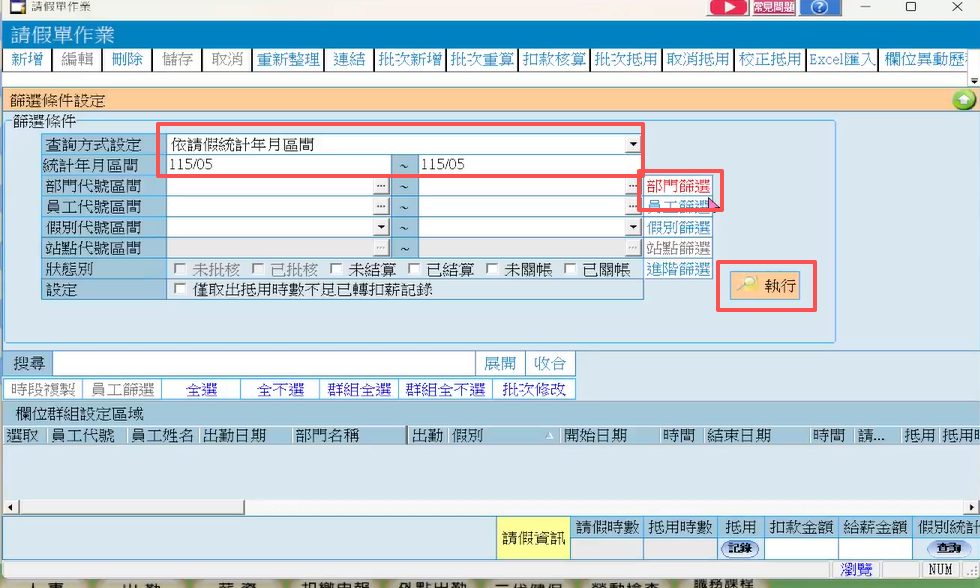 請假單作業
常見問題 ?
請假單作業
新增 編輯 刪除 儲存 取消 重新整理 連結 批次新增 批次重算 扣款核算 批次抵用 取消抵用 校正抵用 Excel匯入 欄位異動歷
篩選條件設定
篩選條件
查詢方式設定 依請假統計年月區間
統計年月區間 115/05 ~ 115/05
部門代號區間 ... ~ ... 部門篩選
員工代號區間 ... ~ ... 員工篩選
假別代號區間 ~ 假別篩選
站點代號區間 ... ~ ... 站點篩選
狀態別 未批核 已批核 未結算 已結算 未關帳 已關帳 進階篩選
設定 僅取出抵用時數不足已轉扣薪記錄
執行
搜尋 展開 收合
時段複製 員工篩選 全選 全不選 群組全選 群組全不選 批次修改
欄位群組設定區域
選取 員工代號 員工姓名 出勤日期 部門名稱 出勤 假別 開始日期 時間 結束日期 時間 請... 抵用 抵用時
請假資訊 請假時數 抵用時數 抵用 扣款金額 給薪金額 假別統計
記錄 查詢
瀏覽 NUM